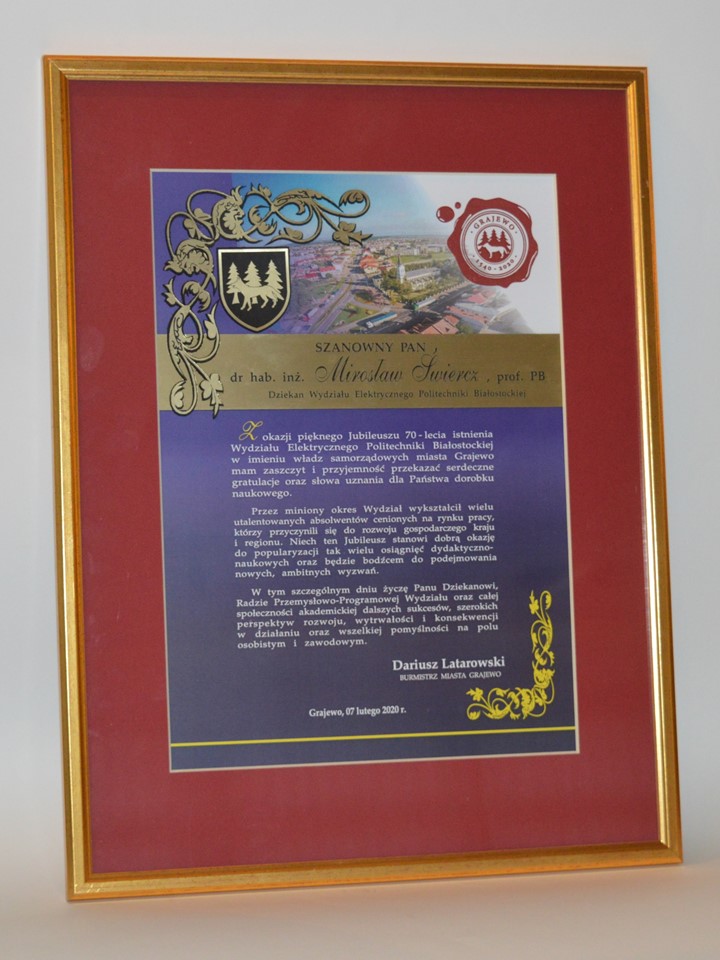 GRAJEWO
1540 - 2020
SZANOWNY PAN
dr hab. inż. Mirosław Świercz , prof. PB
Dziekan Wydziału Elektrycznego Politechniki Białostockiej
Z okazji pięknego Jubileuszu 70-lecia istnienia
Wydziału Elektrycznego Politechniki Białostockiej
w imieniu władz samorządowych miasta Grajewo
mam zaszczyt i przyjemność przekazać serdeczne
gratulacje oraz słowa uznania dla Państwa dorobku
naukowego.
Przez miniony okres Wydział wykształcił wielu
utalentowanych absolwentów cenionych na rynku pracy,
którzy przyczynili się do rozwoju gospodarczego kraju
i regionu. Niech ten Jubileusz stanowi dobrą okazję
do popularyzacji tak wielu osiągnięć dydaktyczno-
naukowych oraz będzie bodźcem do podejmowania
nowych, ambitnych wyzwań.
W tym szczególnym dniu życzę Panu Dziekanowi,
Radzie Przemysłowo-Programowej Wydziału oraz całej
społeczności akademickiej dalszych sukcesów, szerokich
perspektyw rozwoju, wytrwałości i konsekwencji
w działaniu oraz wszelkiej pomyślności na polu
osobistym i zawodowym.
Dariusz Latarowski
BURMISTRZ MIASTA GRAJEWO
Grajewo, 07 lutego 2020 r.